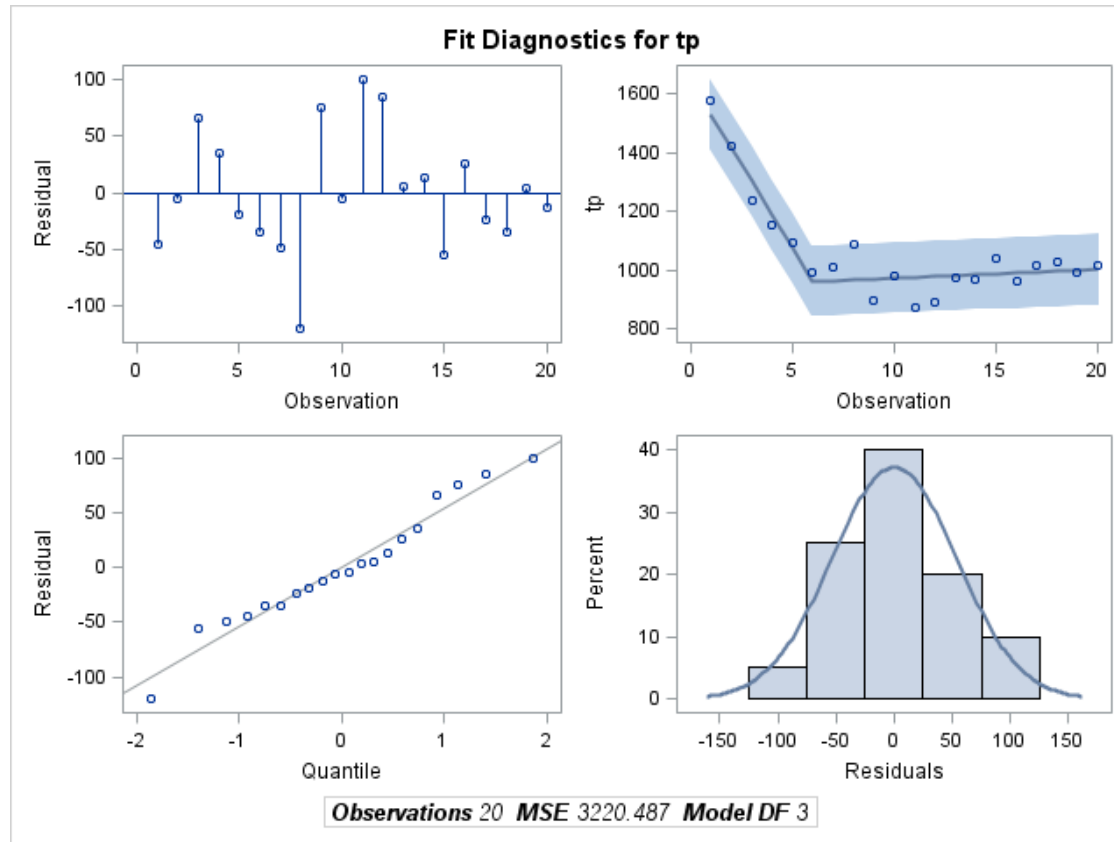 Fit Diagnostics for tp
100
50
0
-50
-100
Residual
0 5 10 15 20
Observation
1600
1400
1200
1000
800
tp
0 5 10 15 20
Observation
100
50
0
-50
-100
Residual
-2 -1 0 1 2
Quantile
40
30
20
10
0
Percent
-150 -100 -50 0 50 100 150
Residuals
Observations 20 MSE 3220.487 Model DF 3